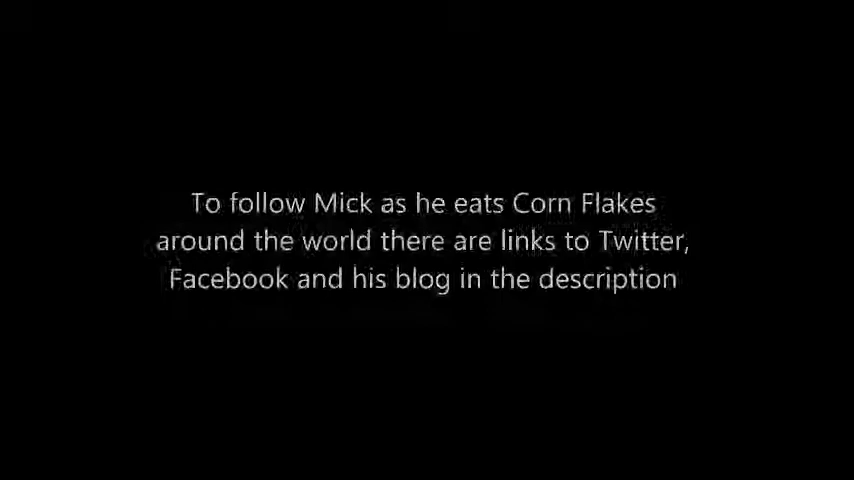 To follow Mick as he eats Corn Flakes
around the world there are links to Twitter,
Facebook and his blog in the description